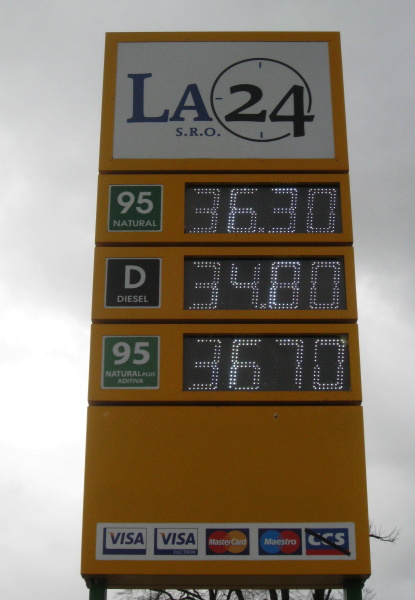 LA 24
S.R.O.
95 NATURAL 36.30
D DIESEL 34.80
95 NATURAL PLUS ADITIVA 36 70
VISA VISA ELECTRON MasterCard Maestro CCS